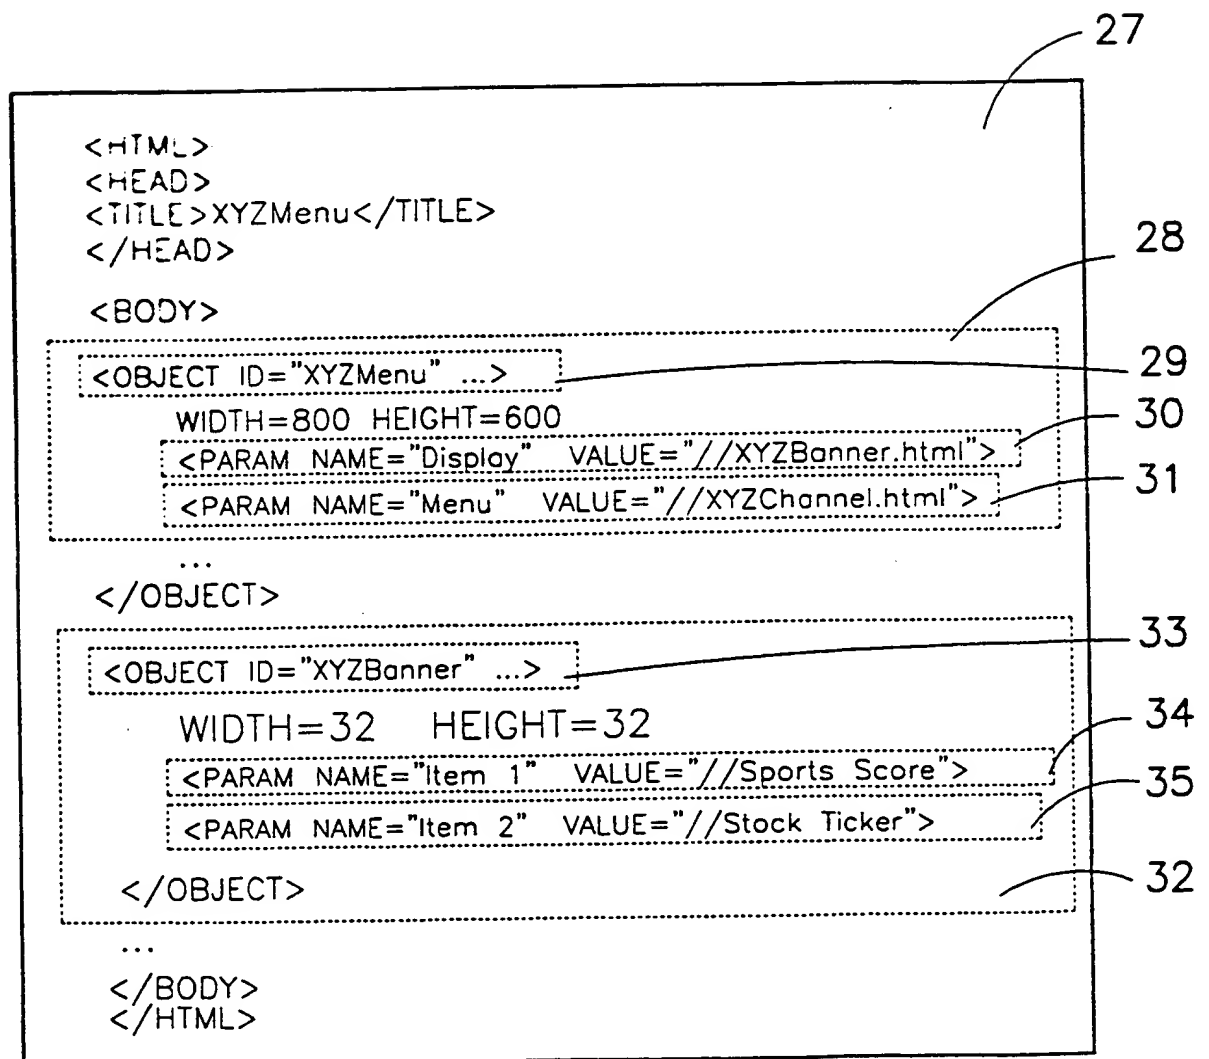 27
<HTML>
<HEAD>
<TITLE>XYZMenu</TITLE>
</HEAD>
28
<BODY>
<OBJECT ID="XYZMenu" ...>
29
WIDTH=800 HEIGHT=600
30
<PARAM NAME="Display" VALUE="//XYZBanner.html">
31
<PARAM NAME="Menu" VALUE="//XYZChannel.html">
...
</OBJECT>
33
<OBJECT ID="XYZBanner" ...>
WIDTH=32 HEIGHT=32
34
<PARAM NAME="Item 1" VALUE="//Sports Score">
35
<PARAM NAME="Item 2" VALUE="//Stock Ticker">
</OBJECT>
32
...
</BODY>
</HTML>